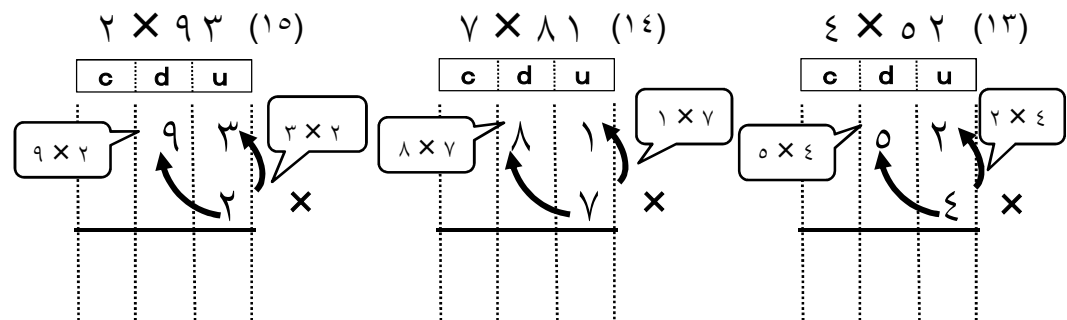 ٢ × ٩٣ (١٥)
c d u
٩ ٣
٣ × ٢
٩ × ٢
٢ ×
٧ × ٨١ (١٤)
c d u
٨ ١
١ × ٧
٨ × ٧
٧ ×
٤ × ٥٢ (١٣)
c d u
٥ ٢
٢ × ٤
٥ × ٤
٤ ×